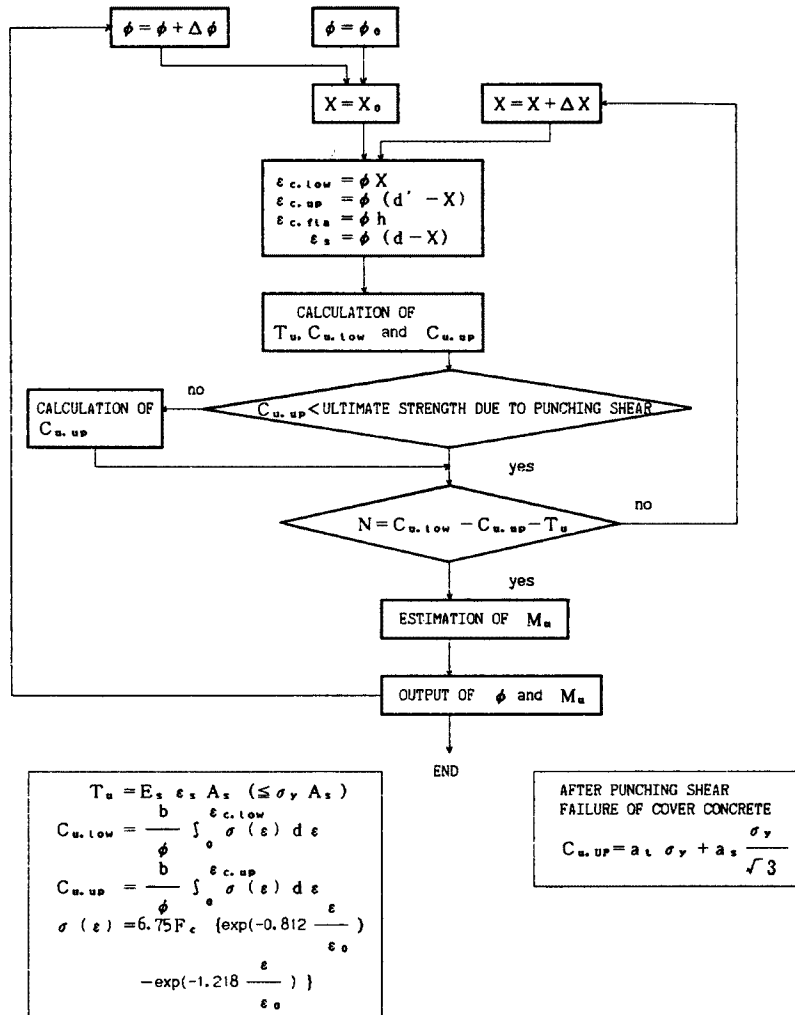 ϕ = ϕ + Δϕ
ϕ = ϕ₀
X = X₀
X = X + ΔX
ε c.low = ϕ X
ε c.up = ϕ (d' − X)
ε c.fla = ϕ h
ε s = ϕ (d − X)
CALCULATION OF
Tu, Cu.low and Cu.up
no
CALCULATION OF
Cu.up
Cu.up < ULTIMATE STRENGTH DUE TO PUNCHING SHEAR
yes
no
N = Cu.low − Cu.up − Tu
yes
ESTIMATION OF Mu
OUTPUT OF ϕ and Mu
END
Tu = Es εs As (≦ σy As)
Cu.low = b/ϕ ∫₀^εc.low σ (ε) d ε
Cu.up = b/ϕ ∫₀^εc.up σ (ε) d ε
σ (ε) = 6.75Fc {exp(-0.812 ε/ε₀)
−exp(-1.218 ε/ε₀) }
AFTER PUNCHING SHEAR
FAILURE OF COVER CONCRETE
Cu.UP = at σy + as σy/√3